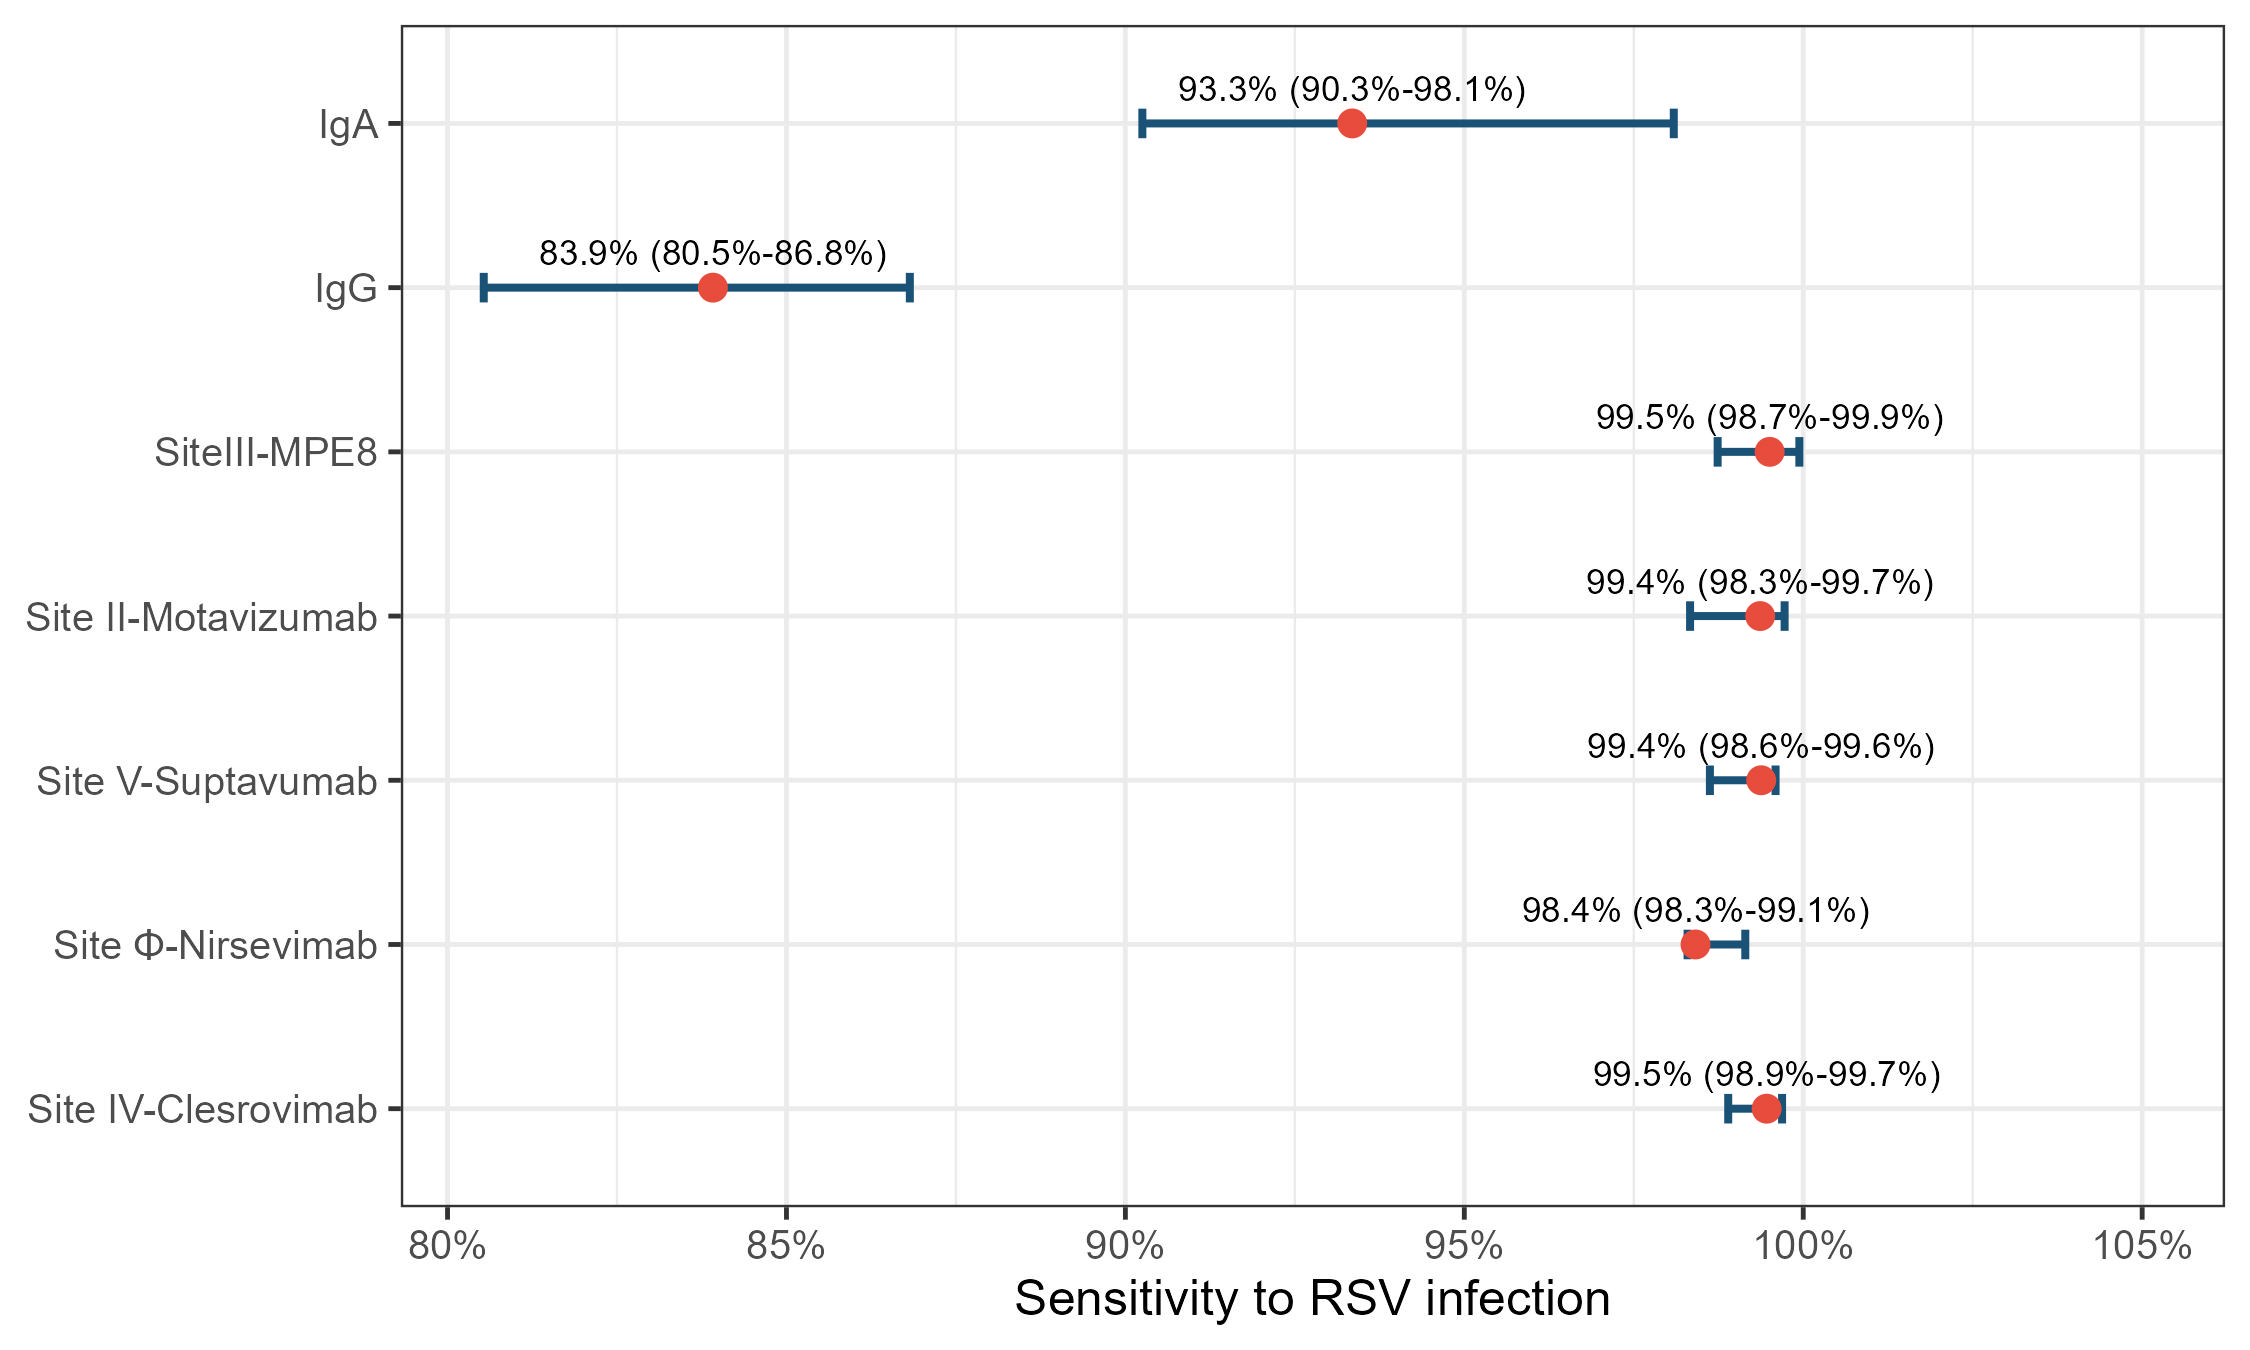 93.3% (90.3%-98.1%)
IgA
83.9% (80.5%-86.8%)
IgG
99.5% (98.7%-99.9%)
SiteIII-MPE8
99.4% (98.3%-99.7%)
Site II-Motavizumab
99.4% (98.6%-99.6%)
Site V-Suptavumab
98.4% (98.3%-99.1%)
Site Φ-Nirsevimab
99.5% (98.9%-99.7%)
Site IV-Clesrovimab
80% 85% 90% 95% 100% 105%
Sensitivity to RSV infection